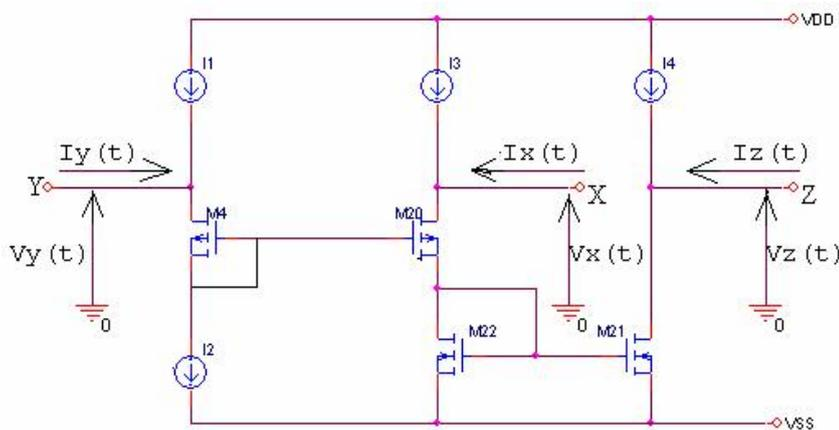 VDD
I1 I3 I4
Iy(t) Ix(t) Iz(t)
Y X Z
M4 M20
Vy(t) Vx(t) Vz(t)
0 0 0
M22 M21
I2
VSS